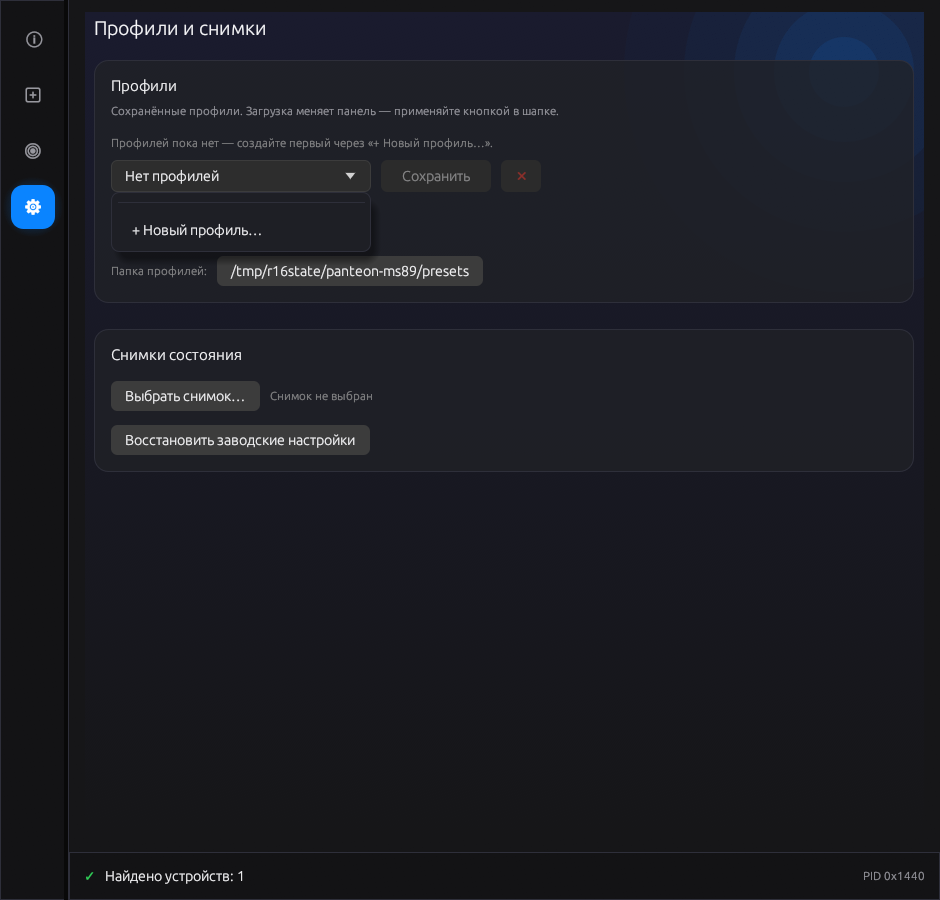 Профили и снимки
Профили
Сохранённые профили. Загрузка меняет панель — применяйте кнопкой в шапке.
Профилей пока нет — создайте первый через «+ Новый профиль…».
Нет профилей
Сохранить
+ Новый профиль…
Папка профилей:
/tmp/r16state/panteon-ms89/presets
Снимки состояния
Выбрать снимок…
Снимок не выбран
Восстановить заводские настройки
Найдено устройств: 1
PID 0x1440